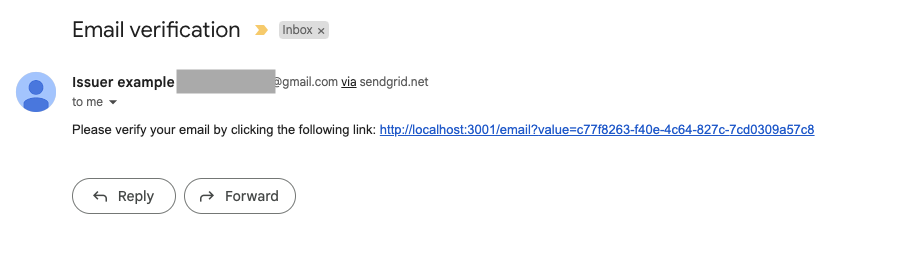 Email verification Inbox ×
Issuer example @gmail.com via sendgrid.net
to me
Please verify your email by clicking the following link: http://localhost:3001/email?value=c77f8263-f40e-4c64-827c-7cd0309a57c8
Reply Forward